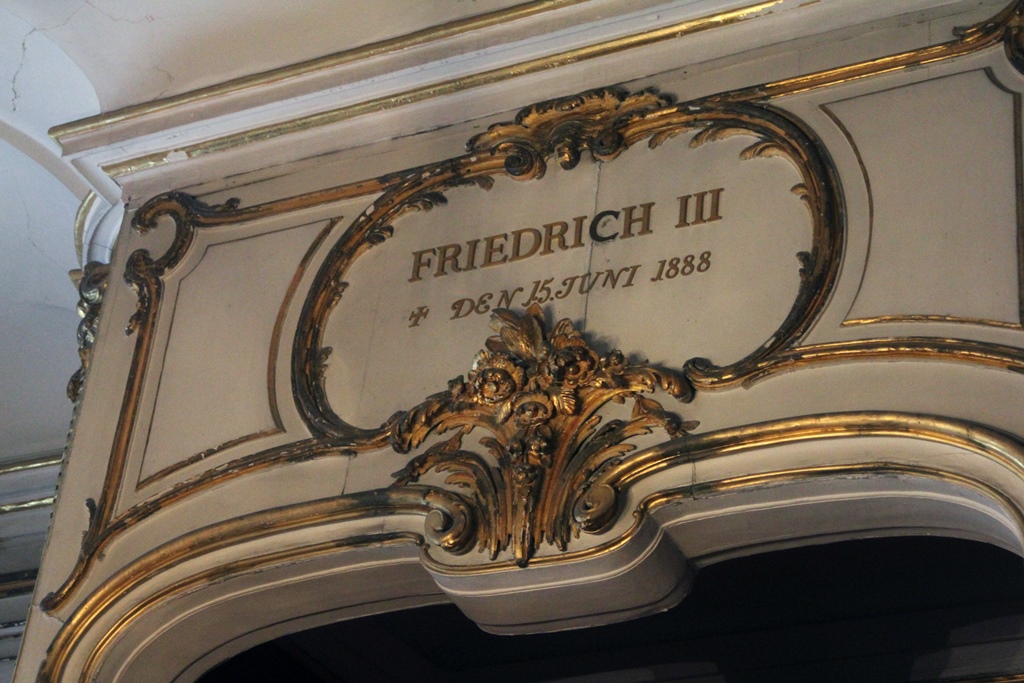 FRIEDRICH III
✝ DEN 15. JUNI 1888